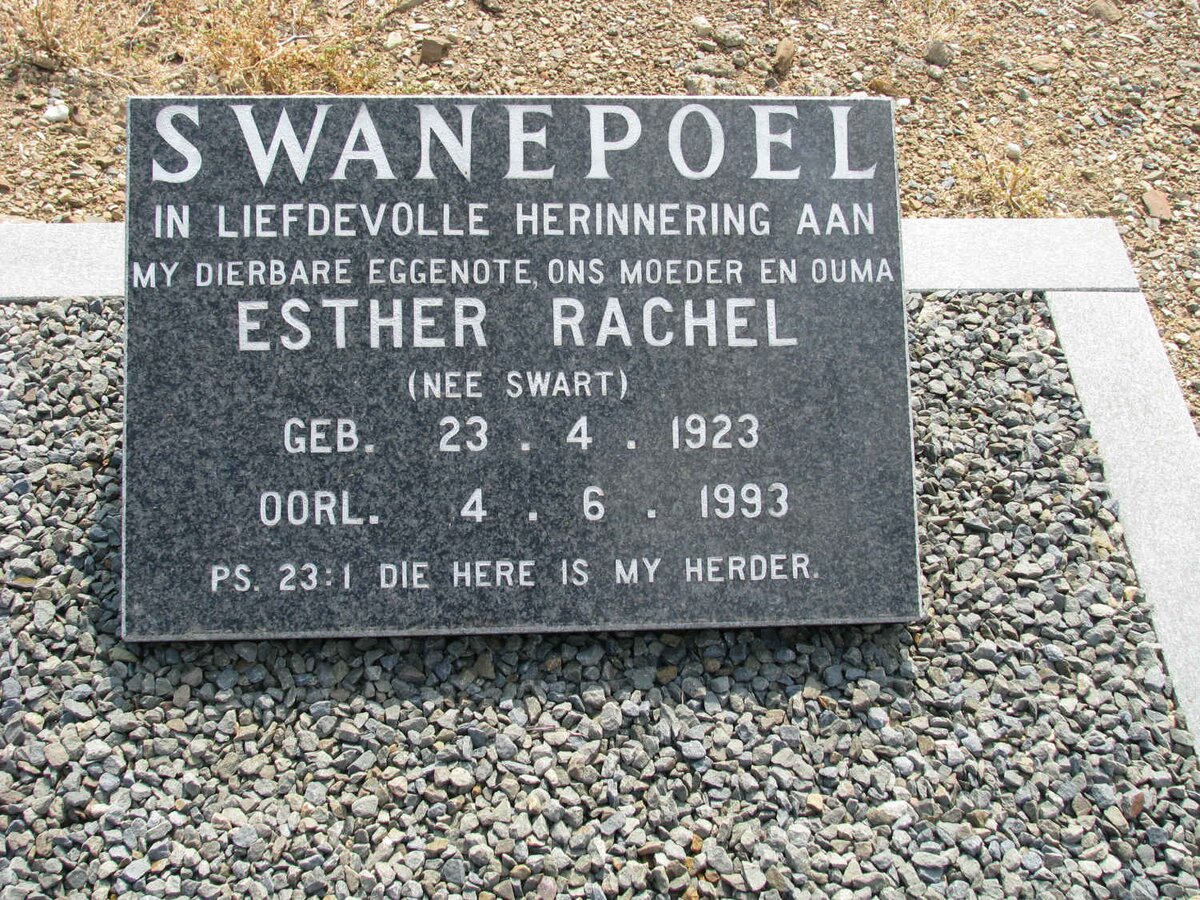 SWANEPOEL
IN LIEFDEVOLLE HERINNERING AAN
MY DIERBARE EGGENOTE, ONS MOEDER EN OUMA
ESTHER RACHEL
(NEE SWART)
GEB. 23 . 4 . 1923
OORL. 4 . 6 . 1993
PS. 23:1 DIE HERE IS MY HERDER.